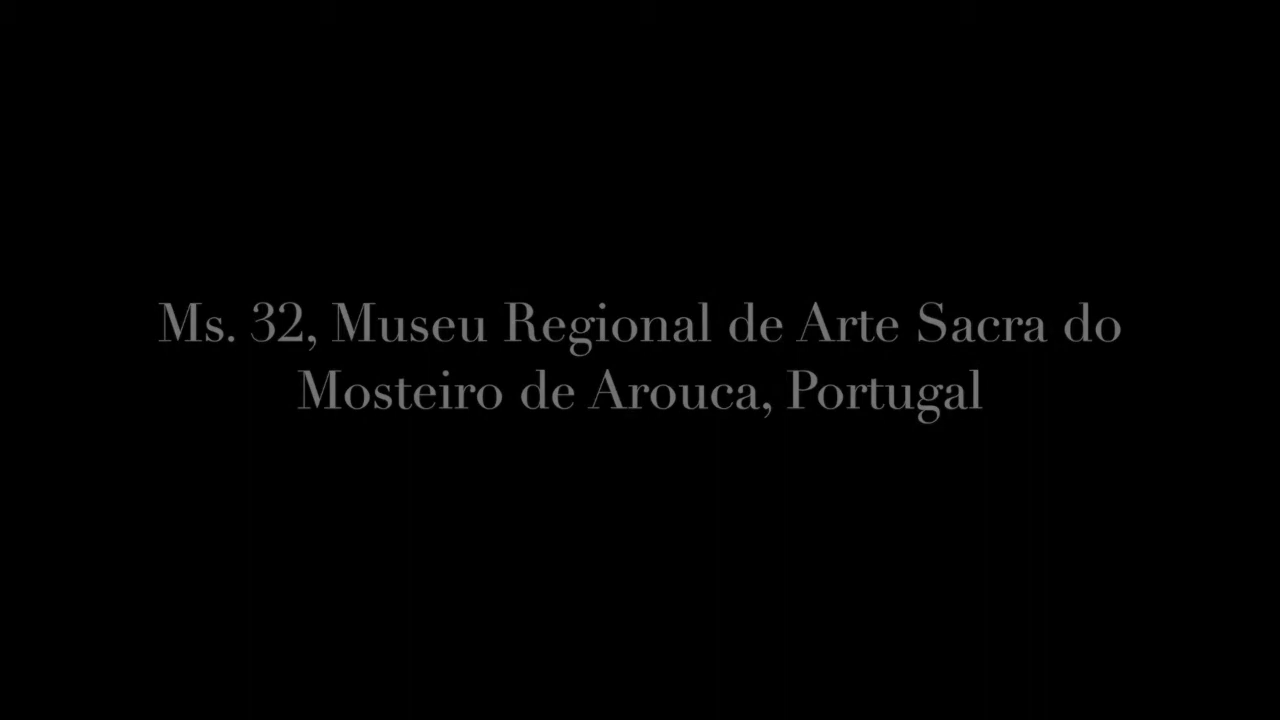 Ms. 32, Museu Regional de Arte Sacra do
Mosteiro de Arouca, Portugal